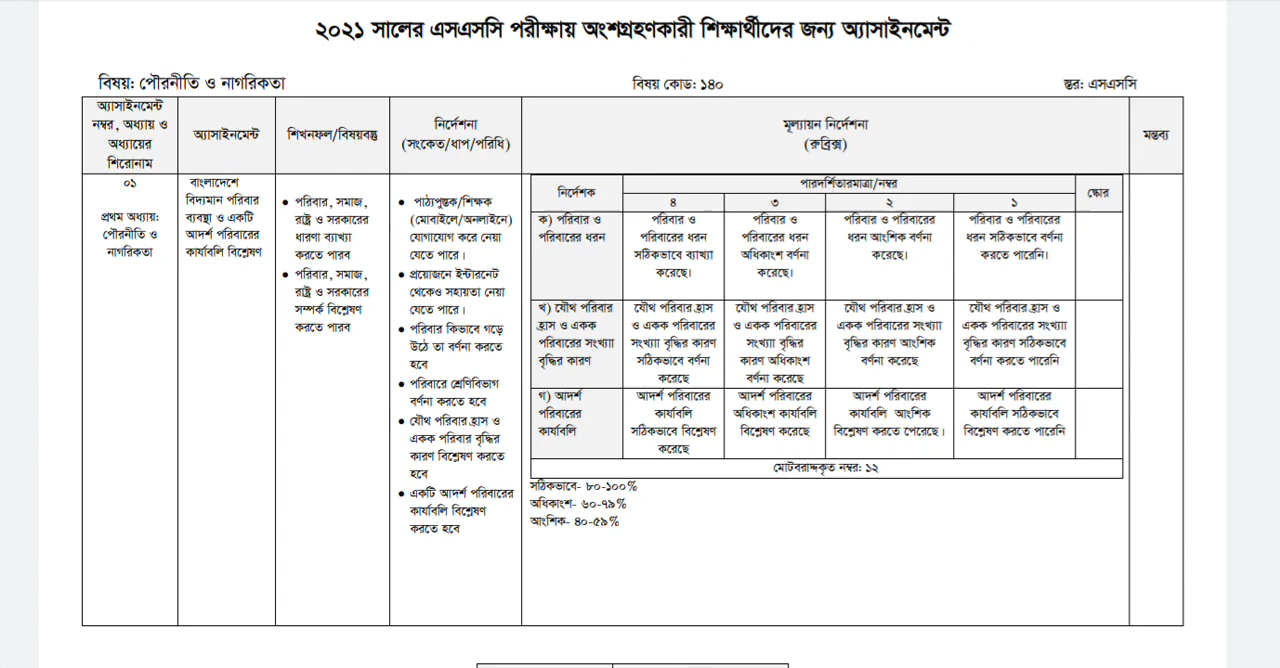 ২০২১ সালের এসএসসি পরীক্ষায় অংশগ্রহণকারী শিক্ষার্থীদের জন্য অ্যাসাইনমেন্ট
বিষয়: পৌরনীতি ও নাগরিকতা
বিষয় কোড: ১৪০
স্তর: এসএসসি
অ্যাসাইনমেন্ট
নম্বর, অধ্যায় ও
অধ্যায়ের
শিরোনাম
অ্যাসাইনমেন্ট
শিখনফল/বিষয়বস্তু
নির্দেশনা
(সংকেত/ধাপ/পরিধি)
মূল্যায়ন নির্দেশনা
(রুব্রিক্স)
মন্তব্য
০১
প্রথম অধ্যায়:
পৌরনীতি ও
নাগরিকতা
বাংলাদেশে
বিদ্যমান পরিবার
ব্যবস্থা ও একটি
আদর্শ পরিবারের
কার্যাবলি বিশ্লেষণ
• পরিবার, সমাজ,
রাষ্ট্র ও সরকারের
ধারণা ব্যাখ্যা
করতে পারব
• পরিবার, সমাজ,
রাষ্ট্র ও সরকারের
সম্পর্ক বিশ্লেষণ
করতে পারব
• পাঠ্যপুস্তক/শিক্ষক
(মোবাইলে/অনলাইনে)
যোগাযোগ করে নেয়া
যেতে পারে।
• প্রয়োজনে ইন্টারনেট
থেকেও সহায়তা নেয়া
যেতে পারে।
• পরিবার কিভাবে গড়ে
উঠে তা বর্ণনা করতে
হবে
• পরিবারে শ্রেণিবিভাগ
বর্ণনা করতে হবে
• যৌথ পরিবার হ্রাস ও
একক পরিবার বৃদ্ধির
কারণ বিশ্লেষণ করতে
হবে
• একটি আদর্শ পরিবারের
কার্যাবলি বিশ্লেষণ
করতে হবে
নির্দেশক
পারদর্শিতারমাত্রা/নম্বর
স্কোর
৪
৩
২
১
ক) পরিবার ও
পরিবারের ধরন
পরিবার ও
পরিবারের ধরন
সঠিকভাবে ব্যাখা
করেছে।
পরিবার ও
পরিবারের ধরন
অধিকাংশ বর্ণনা
করেছে।
পরিবার ও পরিবারের
ধরন আংশিক বর্ণনা
করেছে।
পরিবার ও পরিবারের
ধরন সঠিকভাবে বর্ণনা
করতে পারেনি।
খ) যৌথ পরিবার
হ্রাস ও একক
পরিবারের সংখ্যা
বৃদ্ধির কারণ
যৌথ পরিবার হ্রাস
ও একক পরিবারের
সংখ্যা বৃদ্ধির কারণ
সঠিকভাবে বর্ণনা
করেছে
যৌথ পরিবার হ্রাস
ও একক পরিবারের
সংখ্যা বৃদ্ধির
কারণ অধিকাংশ
বর্ণনা করেছে
যৌথ পরিবার হ্রাস ও
একক পরিবারের সংখ্যা
বৃদ্ধির কারণ আংশিক
বর্ণনা করেছে
যৌথ পরিবার হ্রাস ও
একক পরিবারের সংখ্যা
বৃদ্ধির কারণ সঠিকভাবে
বর্ণনা করতে পারেনি
গ) আদর্শ
পরিবারের
কার্যাবলি
আদর্শ পরিবারের
কার্যাবলি
সঠিকভাবে বিশ্লেষণ
করেছে
আদর্শ পরিবারের
অধিকাংশ কার্যাবলি
বিশ্লেষণ করেছে
আদর্শ পরিবারের
কার্যাবলি আংশিক
বিশ্লেষণ করতে পেরেছে।
আদর্শ পরিবারের
কার্যাবলি সঠিকভাবে
বিশ্লেষণ করতে পারেনি
মোটবরাদ্দকৃত নম্বর: ১২
সঠিকভাবে- ৮০-১০০%
অধিকাংশ- ৬০-৭৯%
আংশিক- ৪০-৫৯%